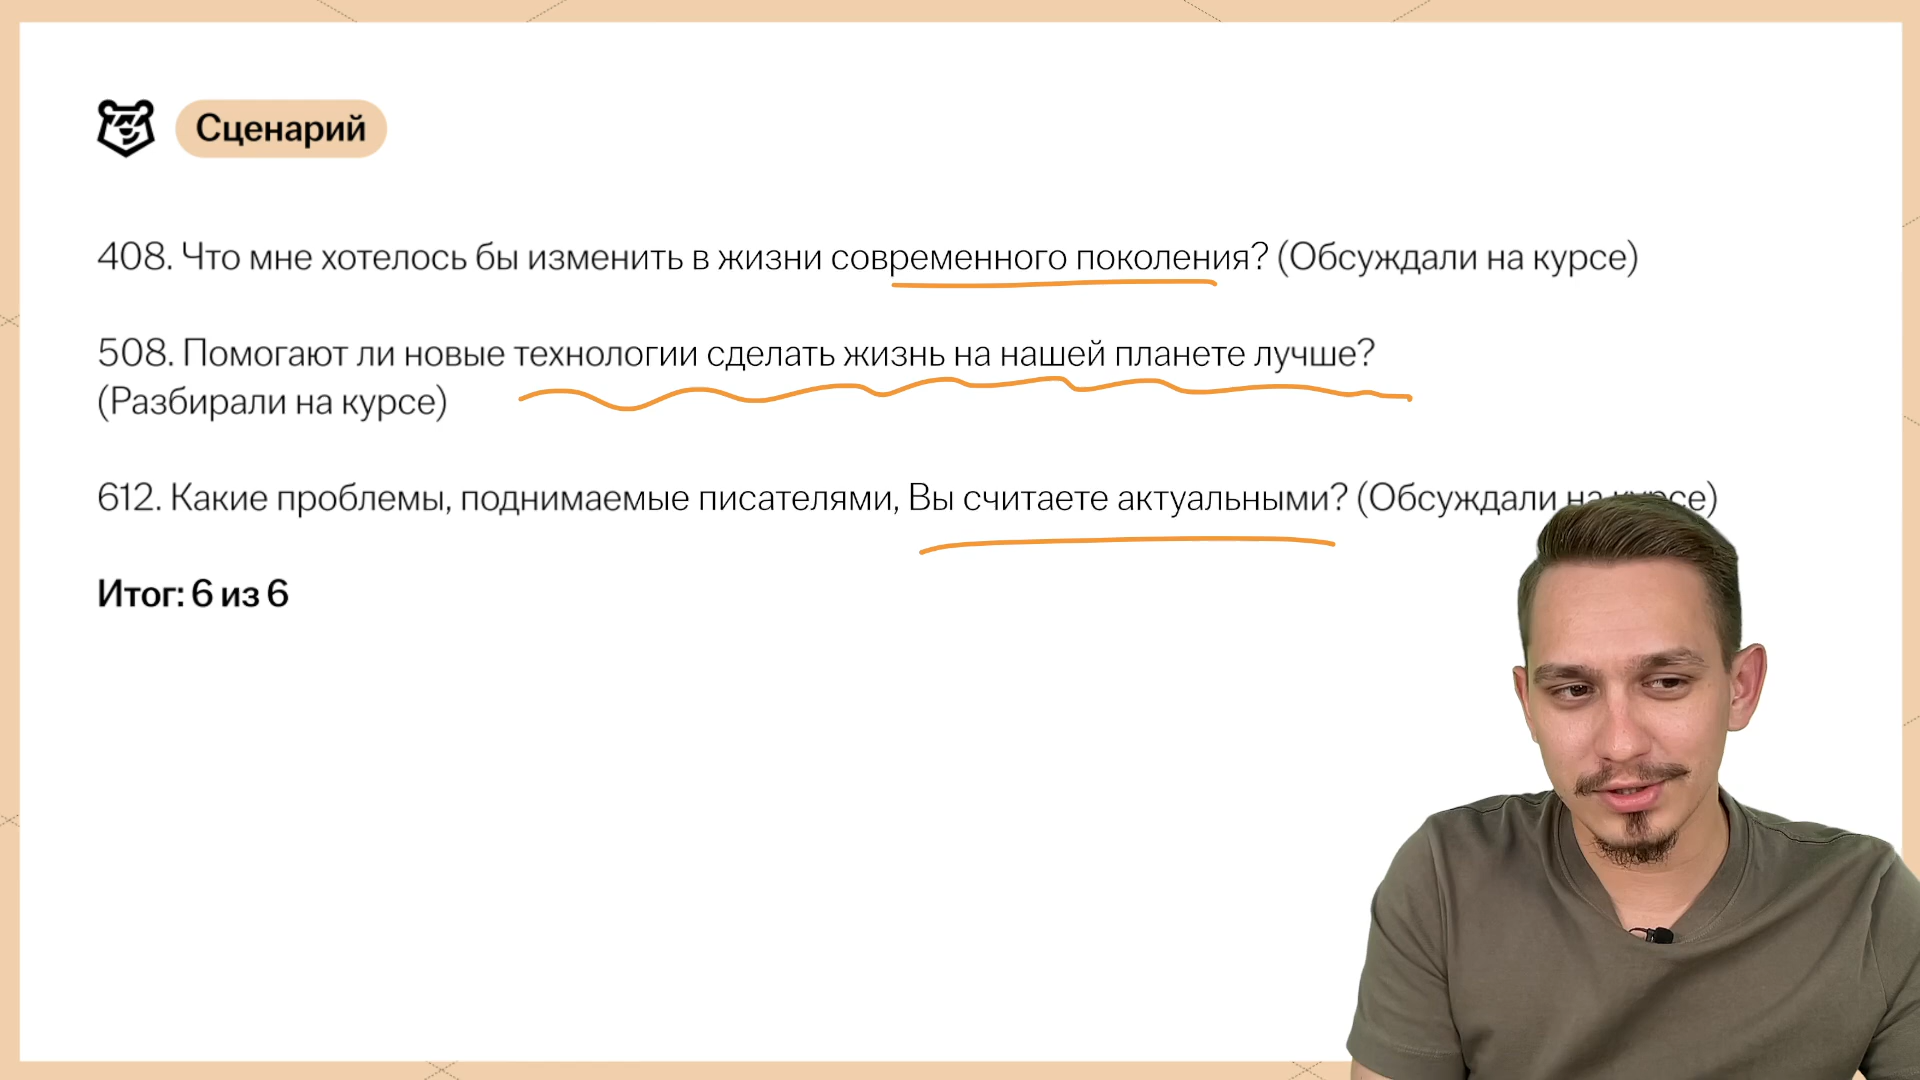 Сценарий
408. Что мне хотелось бы изменить в жизни современного поколения? (Обсуждали на курсе)
508. Помогают ли новые технологии сделать жизнь на нашей планете лучше?
(Разбирали на курсе)
612. Какие проблемы, поднимаемые писателями, Вы считаете актуальными? (Обсуждали на курсе)
Итог: 6 из 6